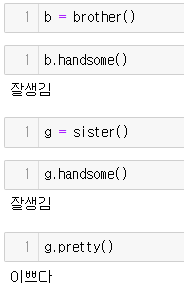 1 b = brother()
1 b.handsome()
잘생김
1 g = sister()
1 g.handsome()
잘생김
1 g.pretty()
이쁘다